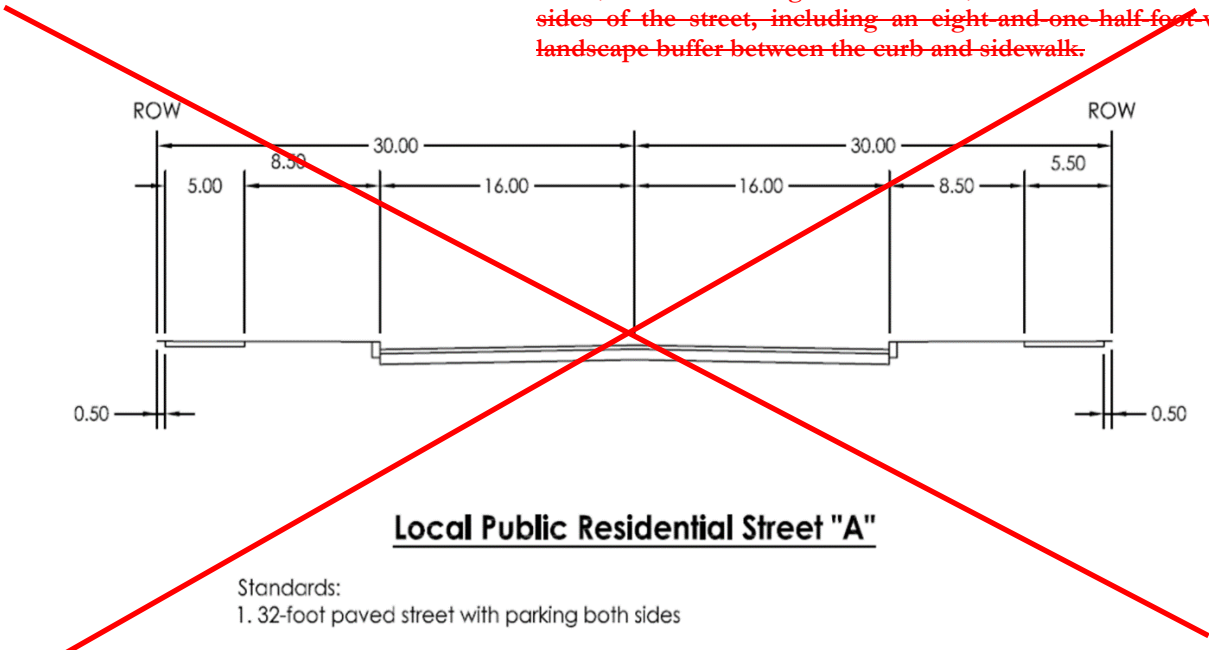 sides of the street, including an eight-and-one-half-foot-
landscape buffer between the curb and sidewalk.
ROW ROW
30.00 30.00
8.50 5.50
5.00 16.00 16.00 8.50
0.50 0.50
Local Public Residential Street "A"
Standards:
1. 32-foot paved street with parking both sides